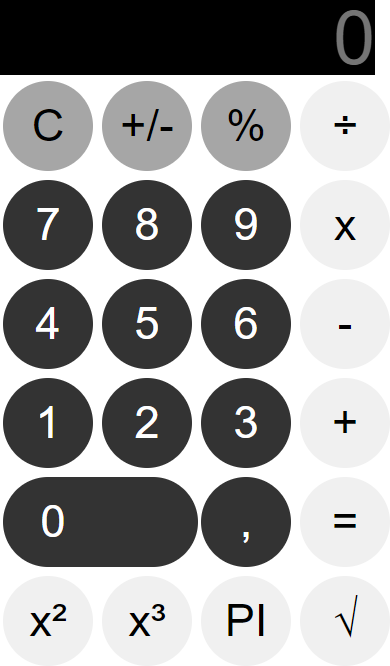 0
C +/- % ÷
7 8 9 x
4 5 6 -
1 2 3 +
0 , =
x² x³ PI √